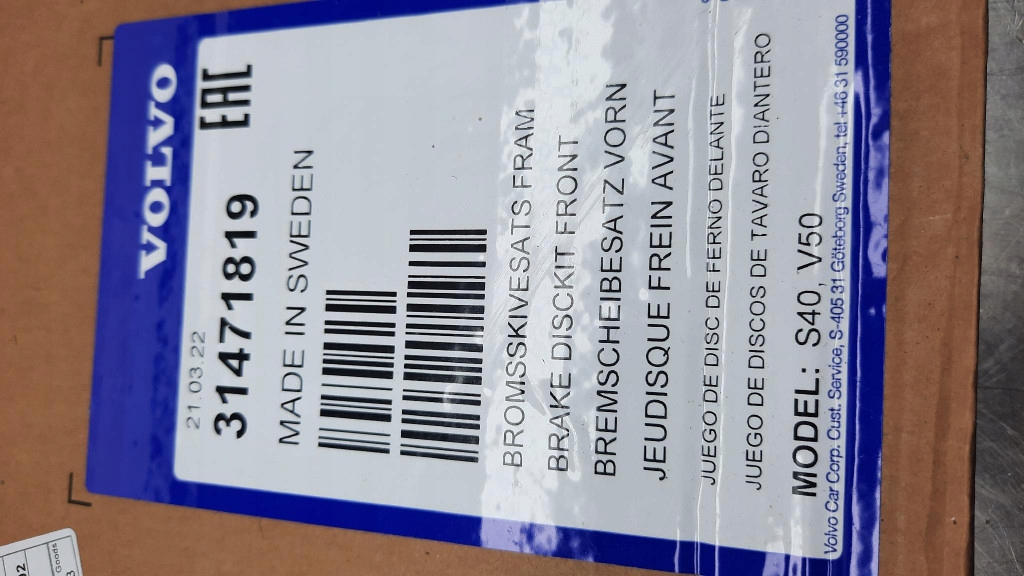 VOLVO
21.03.22
31471819 EAC
MADE IN SWEDEN
BROMSSKIVESATS FRAM
BRAKE DISCKIT FRONT
BREMSCHEIBESATZ VORN
JEUDISQUE FREIN AVANT
JUEGO DE DISC DE FERNO DELANTE
JUEGO DE DISCOS DE TAVARO DIANTERO
MODEL: S40, V50
Volvo Car Corp. Cust. Service, S-405 31 Göteborg Sweden, tel +46 31 590000
Goods